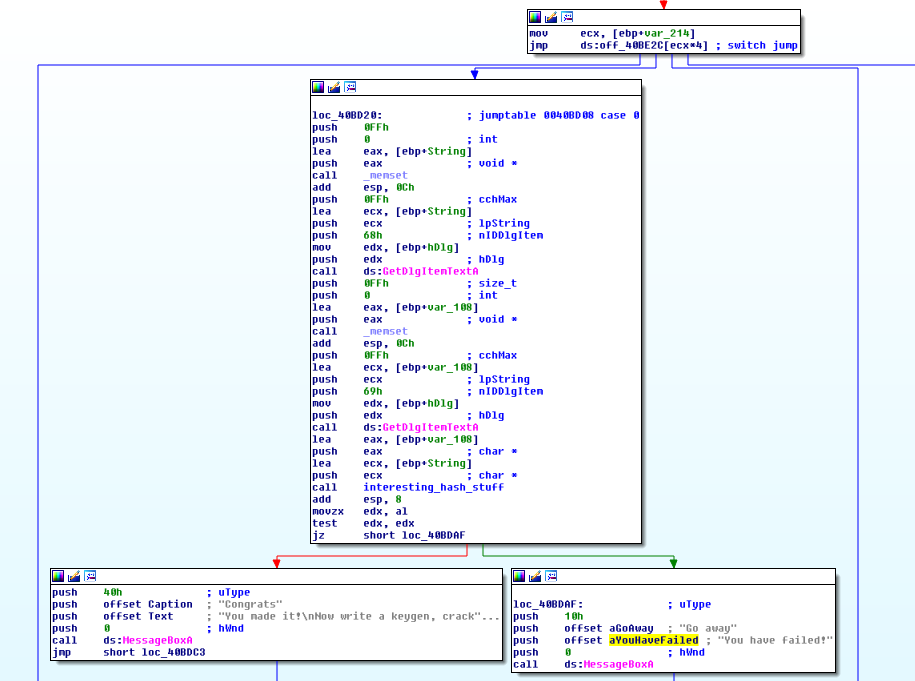 mov ecx, [ebp+var_214]
jmp ds:off_40BE2C[ecx*4] ; switch jump
loc_40BD20: ; jumptable 0040BD08 case 0
push 0FFh
push 0 ; int
lea eax, [ebp+String]
push eax ; void *
call _memset
add esp, 0Ch
push 0FFh ; cchMax
lea ecx, [ebp+String]
push ecx ; lpString
push 68h ; nIDDlgItem
mov edx, [ebp+hDlg]
push edx ; hDlg
call ds:GetDlgItemTextA
push 0FFh ; size_t
push 0 ; int
lea eax, [ebp+var_108]
push eax ; void *
call _memset
add esp, 0Ch
push 0FFh ; cchMax
lea ecx, [ebp+var_108]
push ecx ; lpString
push 69h ; nIDDlgItem
mov edx, [ebp+hDlg]
push edx ; hDlg
call ds:GetDlgItemTextA
lea eax, [ebp+var_108]
push eax ; char *
lea ecx, [ebp+String]
push ecx ; char *
call interesting_hash_stuff
add esp, 8
movzx edx, al
test edx, edx
jz short loc_40BDAF
push 40h ; uType
push offset Caption ; "Congrats"
push offset Text ; "You made it!\nNow write a keygen, crack"...
push 0 ; hWnd
call ds:MessageBoxA
jmp short loc_40BDC3
loc_40BDAF: ; uType
push 10h
push offset aGoAway ; "Go away"
push offset aYouHaveFailed ; "You have failed!"
push 0 ; hWnd
call ds:MessageBoxA